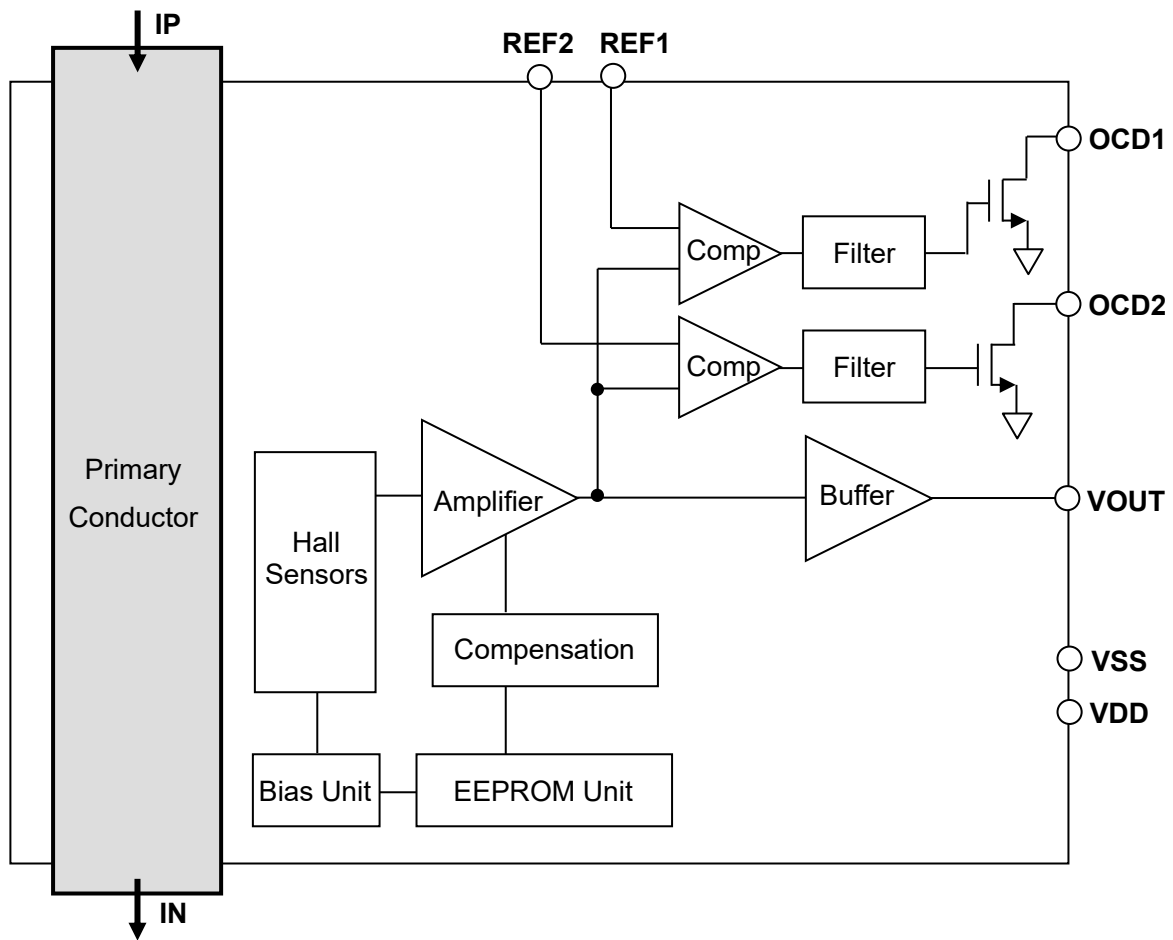 IP
REF2
REF1
OCD1
Comp
Filter
OCD2
Comp
Filter
Primary
Conductor
Hall
Sensors
Amplifier
Buffer
VOUT
Compensation
VSS
VDD
Bias Unit
EEPROM Unit
IN